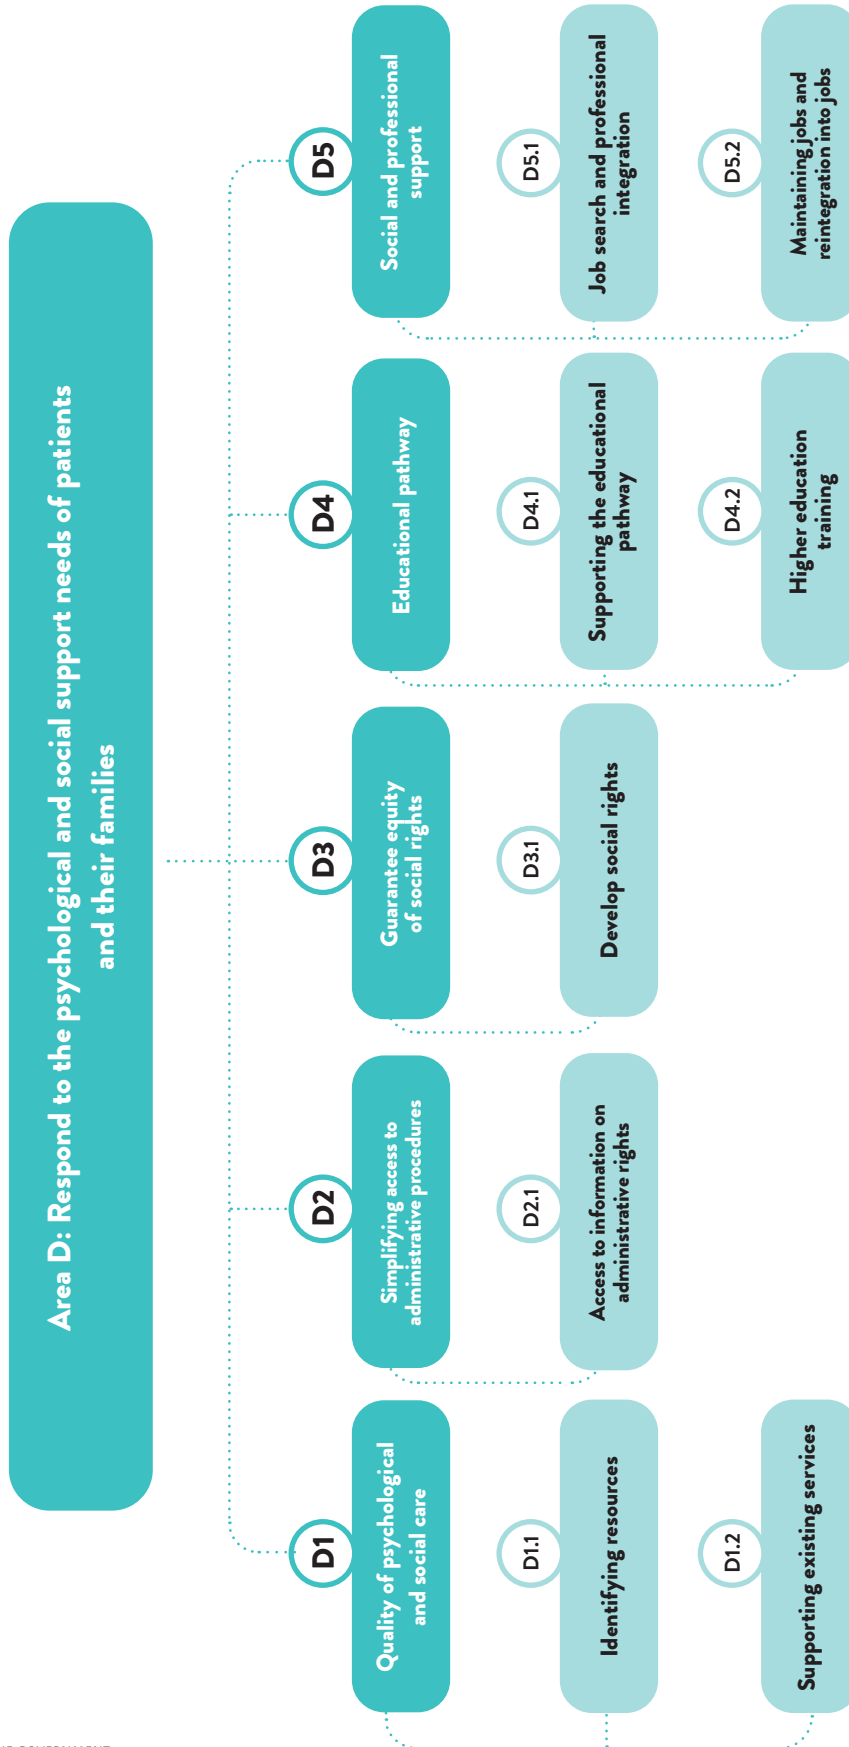 Area D: Respond to the psychological and social support needs of patients
and their families
D1
Quality of psychological
and social care
D1.1
Identifying resources
D1.2
Supporting existing services
D2
Simplifying access to
administrative procedures
D2.1
Access to information on
administrative rights
D3
Guarantee equity
of social rights
D3.1
Develop social rights
D4
Educational pathway
D4.1
Supporting the educational
pathway
D4.2
Higher education
training
D5
Social and professional
support
D5.1
Job search and professional
integration
D5.2
Maintaining jobs and
reintegration into jobs